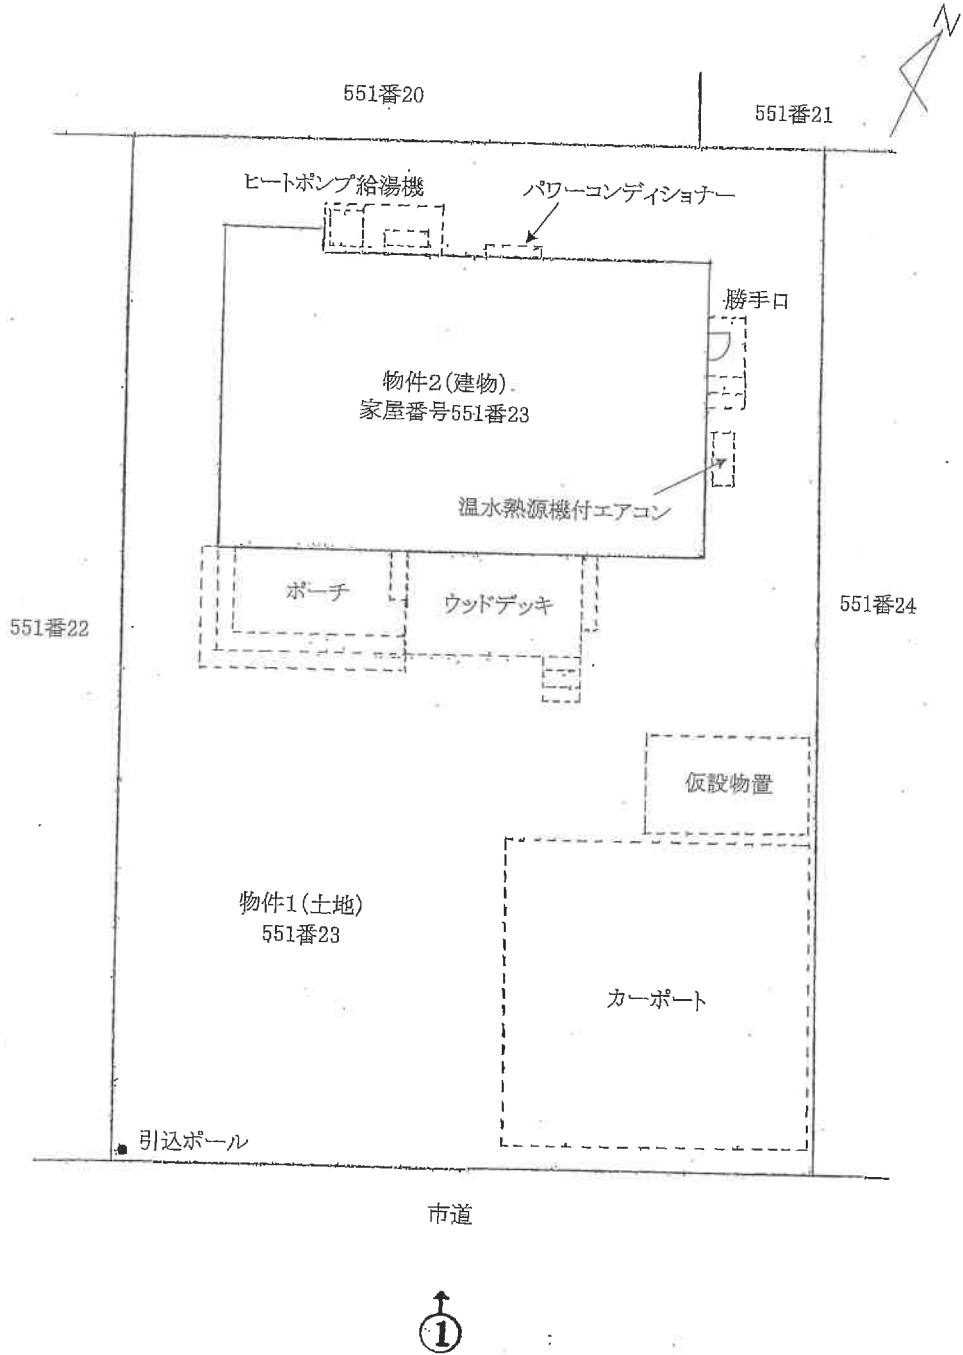 N
551番20
551番21
ヒートポンプ給湯機
パワーコンディショナー
勝手口
物件2(建物)
家屋番号551番23
温水熱源機付エアコン
ポーチ
ウッドデッキ
551番22
551番24
仮設物置
物件1(土地)
551番23
カーポート
引込ポール
市道
①